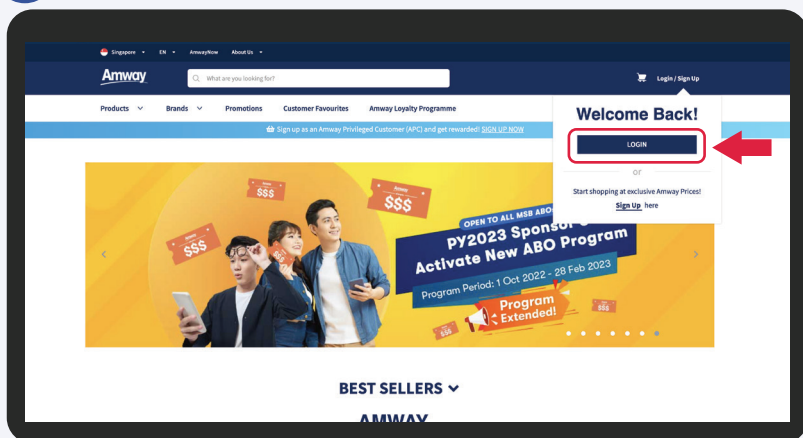 Singapore EN AmwayNow About Us
Amway What are you looking for? Login / Sign Up
Products Brands Promotions Customer Favourites Amway Loyalty Programme
Sign up as an Amway Privileged Customer (APC) and get rewarded! SIGN UP NOW
Welcome Back!
LOGIN
or
Start shopping at exclusive Amway Prices!
Sign Up here
$$$
$$$
$$$
OPEN TO ALL MSB
PY2023
Activate New ABO Program
Program Period: 1 Oct 2022 - 28 Feb 2023
Program
Extended!
$$$
$$$
BEST SELLERS
AMWAY